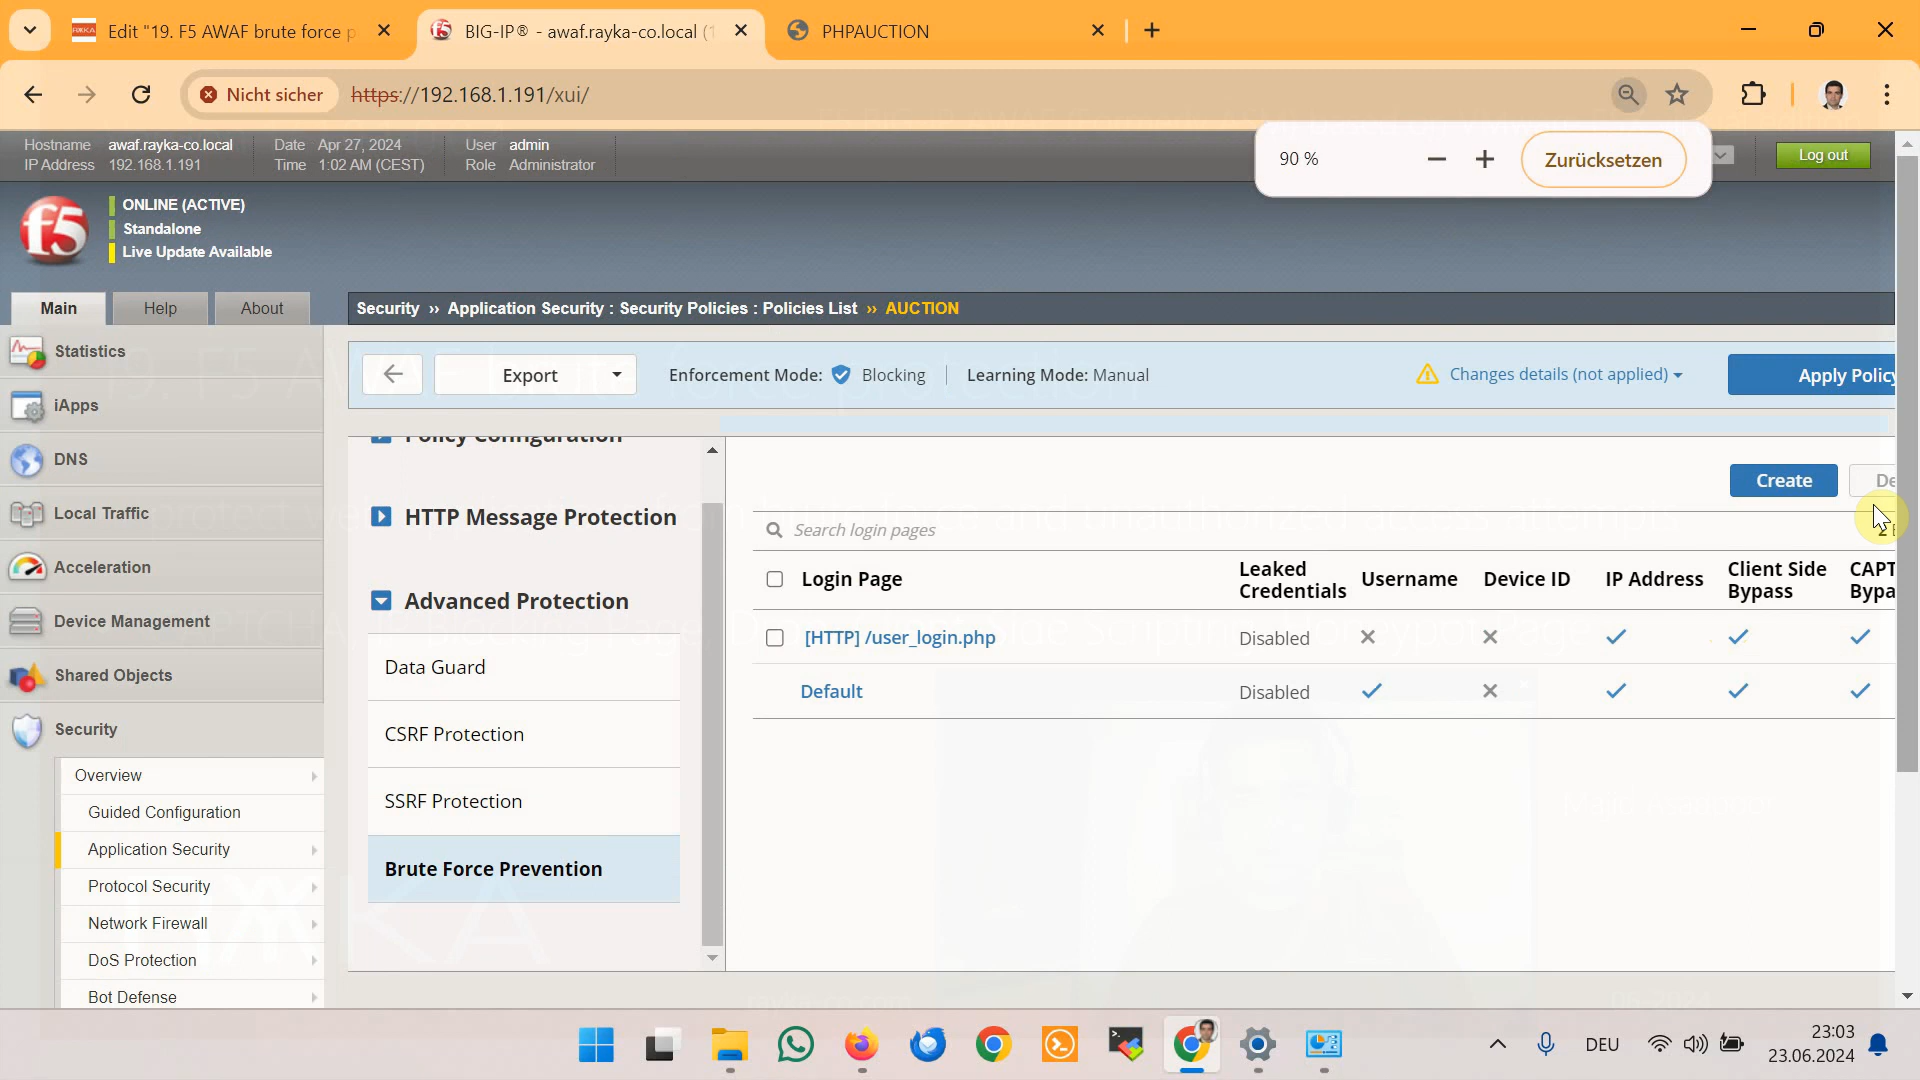 Edit "19. F5 AWAF brute force p
BIG-IP® - awaf.rayka-co.local (1
PHPAUCTION
Nicht sicher
https://192.168.1.191/xui/
Hostname awaf.rayka-co.local
IP Address 192.168.1.191
Date Apr 27, 2024
Time 1:02 AM (CEST)
User admin
Role Administrator
90 %
Zurücksetzen
Log out
f5
ONLINE (ACTIVE)
Standalone
Live Update Available
Main
Help
About
Security ›› Application Security : Security Policies : Policies List ›› AUCTION
Statistics
iApps
DNS
Local Traffic
Acceleration
Device Management
Shared Objects
Security
Overview
Guided Configuration
Application Security
Protocol Security
Network Firewall
DoS Protection
Bot Defense
Export
Enforcement Mode: Blocking
Learning Mode: Manual
Changes details (not applied)
Apply Policy
Policy Configuration
HTTP Message Protection
Advanced Protection
Data Guard
CSRF Protection
SSRF Protection
Brute Force Prevention
Create
De
Search login pages
Login Page
Leaked Credentials
Username
Device ID
IP Address
Client Side Bypass
CAPT
Bypa
[HTTP] /user_login.php
Disabled
Default
Disabled
DEU
23:03
23.06.2024